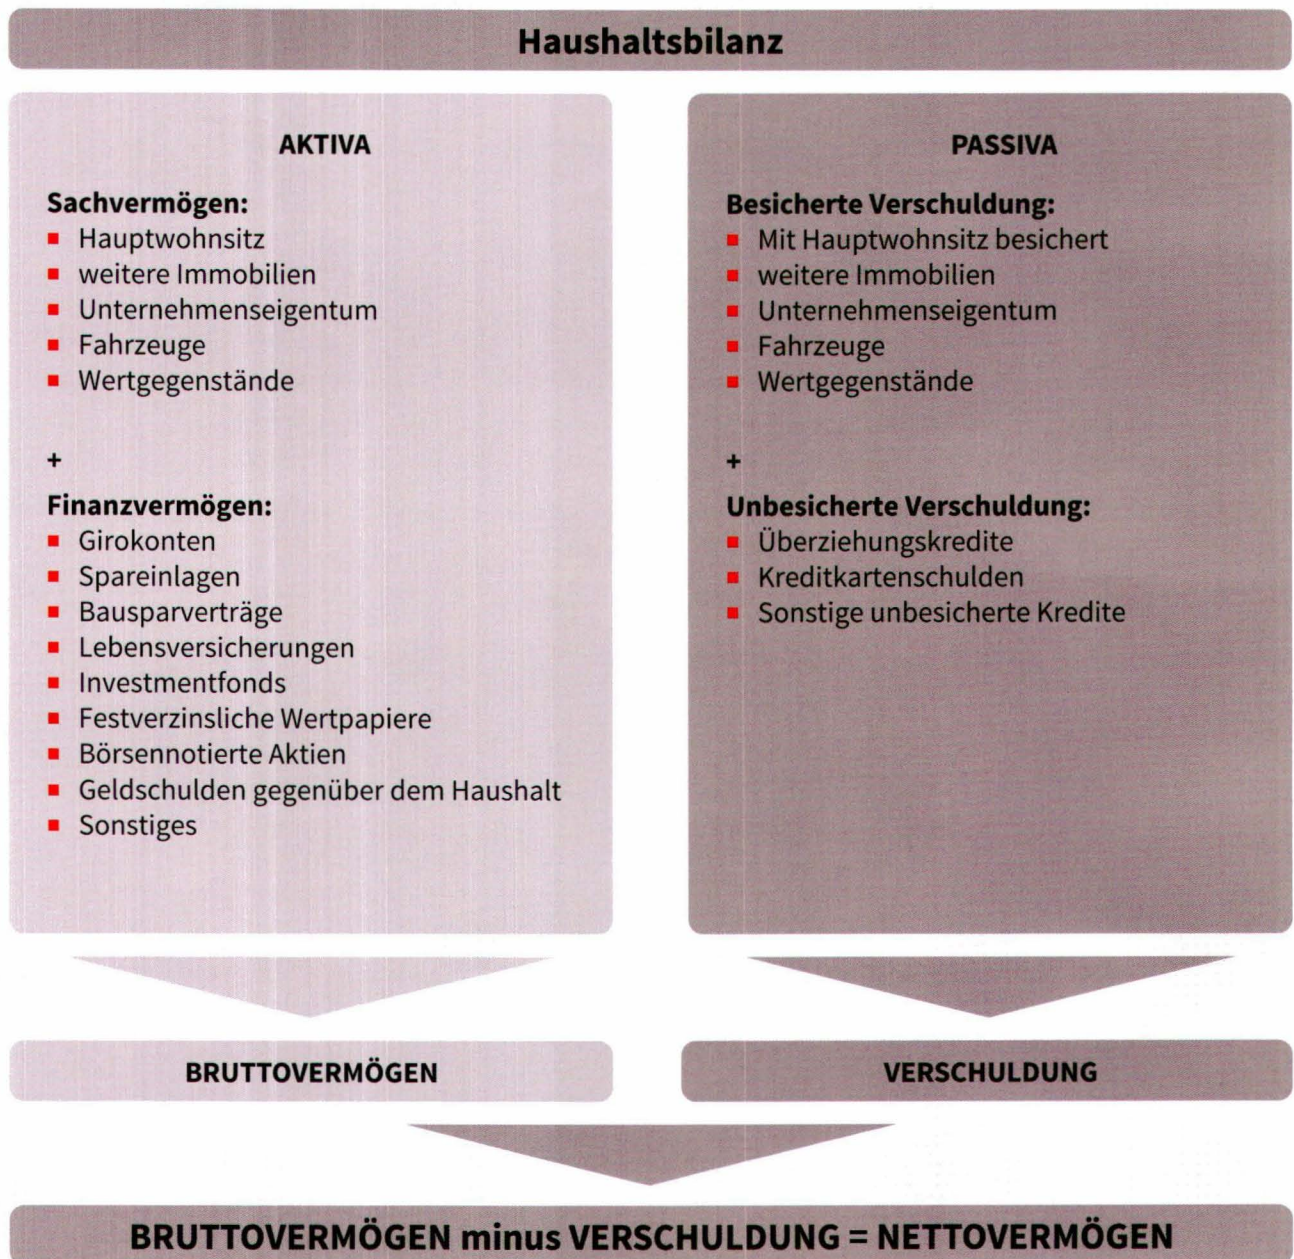 Haushaltsbilanz
AKTIVA
Sachvermögen:
Hauptwohnsitz
weitere Immobilien
Unternehmenseigentum
Fahrzeuge
Wertgegenstände
+
Finanzvermögen:
Girokonten
Spareinlagen
Bausparverträge
Lebensversicherungen
Investmentfonds
Festverzinsliche Wertpapiere
Börsennotierte Aktien
Geldschulden gegenüber dem Haushalt
Sonstiges
PASSIVA
Besicherte Verschuldung:
Mit Hauptwohnsitz besichert
weitere Immobilien
Unternehmenseigentum
Fahrzeuge
Wertgegenstände
+
Unbesicherte Verschuldung:
Überziehungskredite
Kreditkartenschulden
Sonstige unbesicherte Kredite
BRUTTOVERMÖGEN
VERSCHULDUNG
BRUTTOVERMÖGEN minus VERSCHULDUNG = NETTOVERMÖGEN